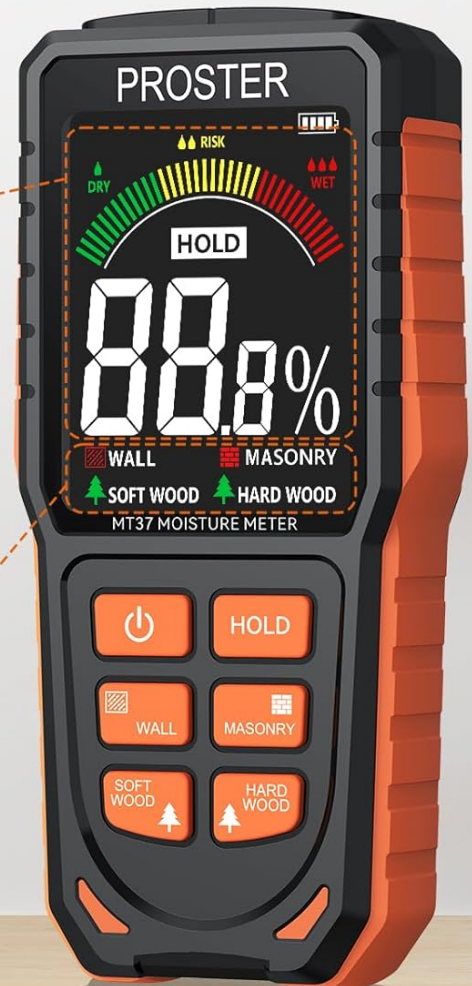 PROSTER
RISK
DRY
WET
HOLD
88.8%
WALL MASONRY
SOFT WOOD HARD WOOD
MT37 MOISTURE METER
HOLD
WALL
MASONRY
SOFT
WOOD
HARD
WOOD